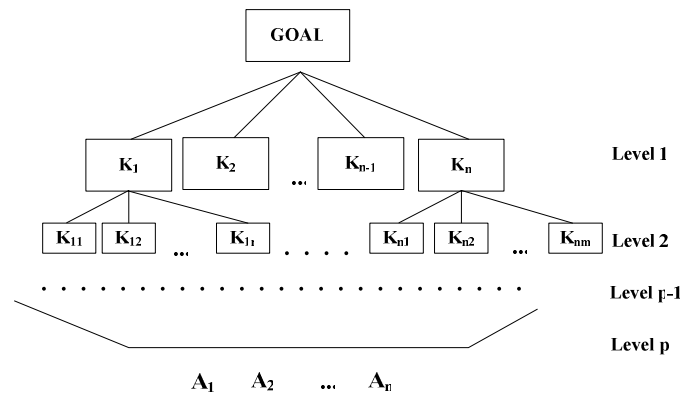 GOAL
K1 K2 ... Kn-1 Kn Level 1
K11 K12 ... K1n . . . . Kn1 Kn2 ... Knm Level 2
Level p-1
Level p
A1 A2 ... An